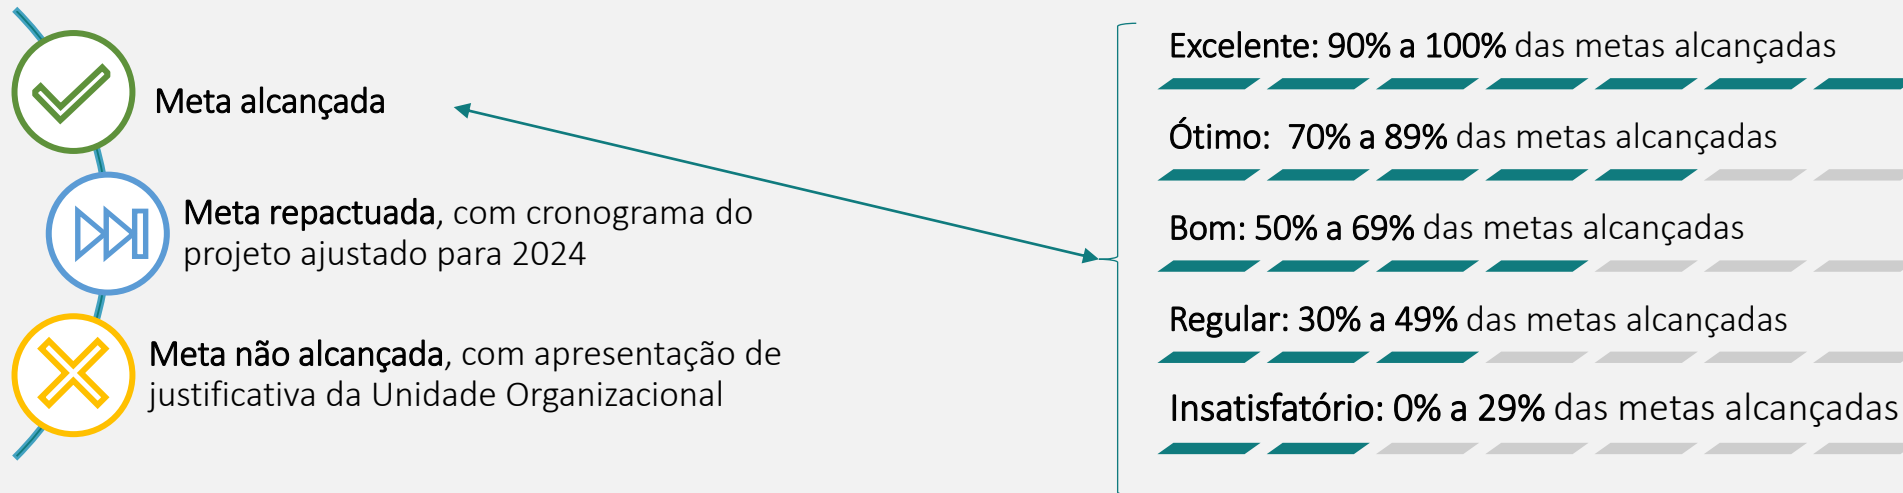 Meta alcançada
Meta repactuada, com cronograma do
projeto ajustado para 2024
Meta não alcançada, com apresentação de
justificativa da Unidade Organizacional
Excelente: 90% a 100% das metas alcançadas
Ótimo: 70% a 89% das metas alcançadas
Bom: 50% a 69% das metas alcançadas
Regular: 30% a 49% das metas alcançadas
Insatisfatório: 0% a 29% das metas alcançadas